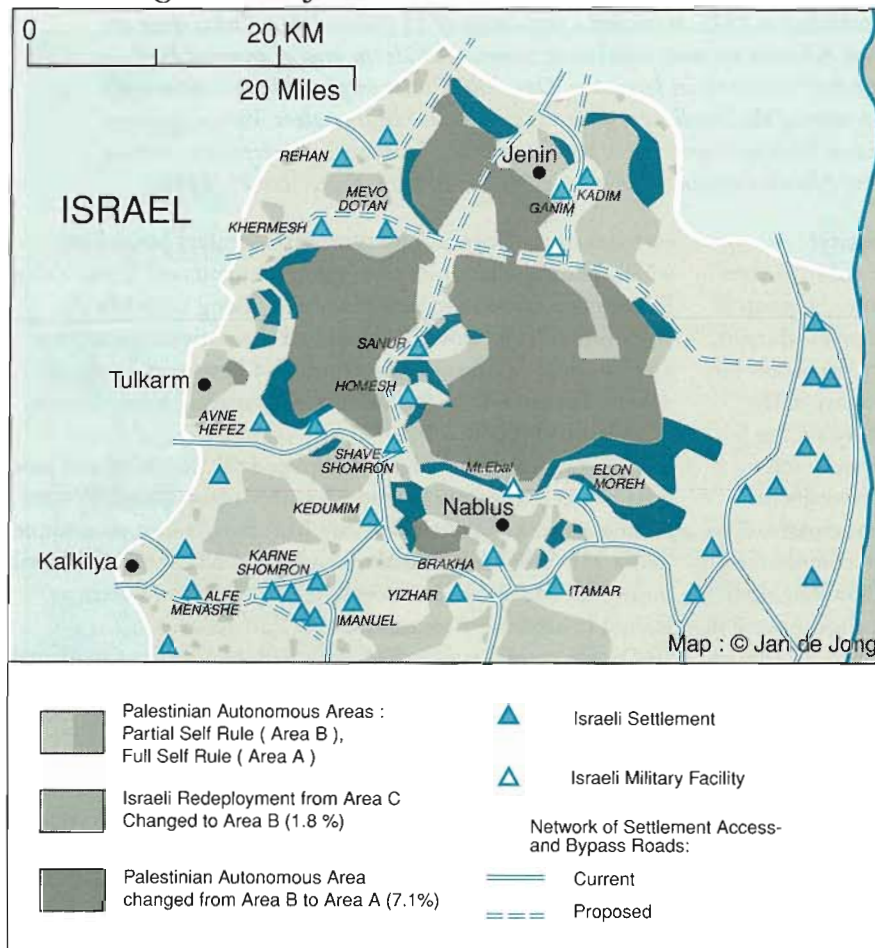 0 20 KM
20 Miles
REHAN
Jenin
MEVO
DOTAN
GANIM
KADIM
ISRAEL
KHERMESH
SANUR
Tulkarm
HOMESH
AVNE
HEFEZ
SHAVE
SHOMRON
Mt.Ebal
ELON
MOREH
KEDUMIM
Nablus
Kalkilya
KARNE
SHOMRON
BRAKHA
ALFE
MENASHE
IMANUEL
YIZHAR
ITAMAR
Map : © Jan de Jong
Palestinian Autonomous Areas :
Partial Self Rule ( Area B ),
Full Self Rule ( Area A )
Israeli Redeployment from Area C
Changed to Area B (1.8 %)
Palestinian Autonomous Area
changed from Area B to Area A (7.1%)
Israeli Settlement
Israeli Military Facility
Network of Settlement Access-
and Bypass Roads:
Current
Proposed